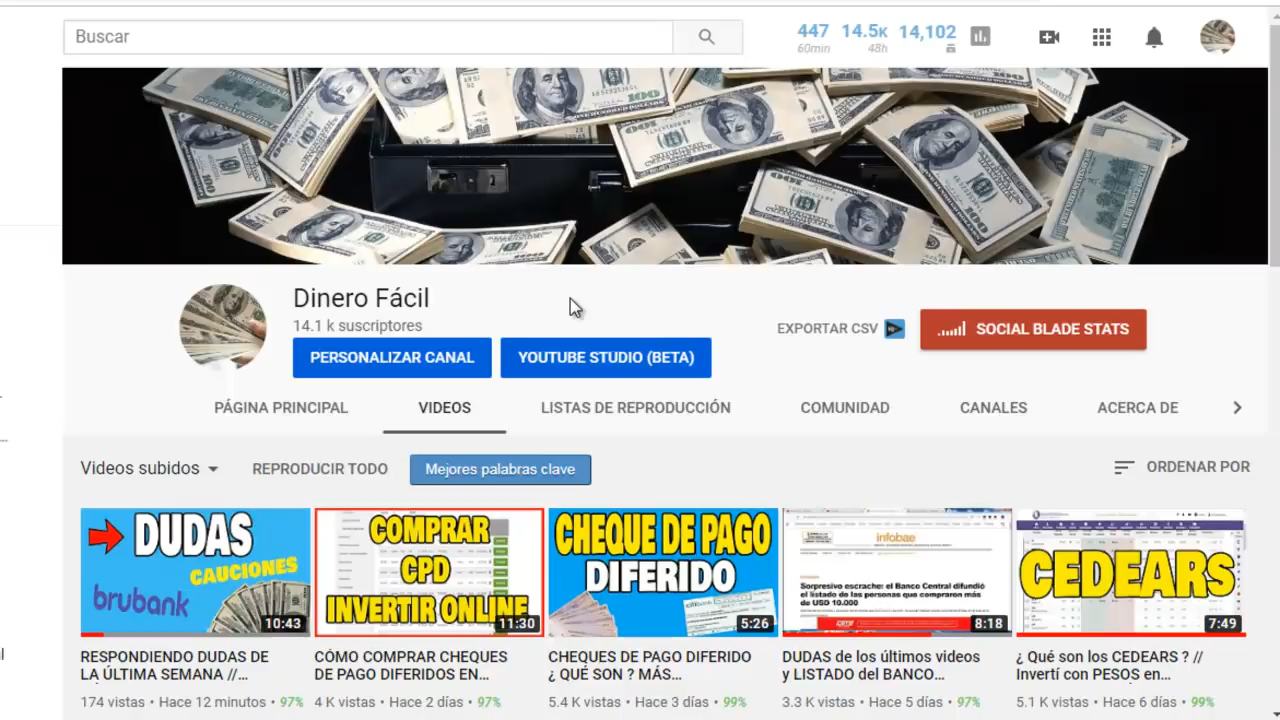 Buscar
447 14.5K 14,102
60min 48h
Dinero Fácil
14.1 k suscriptores
EXPORTAR CSV
SOCIAL BLADE STATS
PERSONALIZAR CANAL
YOUTUBE STUDIO (BETA)
PÁGINA PRINCIPAL VIDEOS LISTAS DE REPRODUCCIÓN COMUNIDAD CANALES ACERCA DE
Videos subidos REPRODUCIR TODO Mejores palabras clave ORDENAR POR
DUDAS
CAUCIONES
brubank
10:43
COMPRAR
CPD
INVERTIR ONLINE
11:30
CHEQUE DE PAGO
DIFERIDO
5:26
infobae
Sorpresivo escrache: el Banco Central difundió
el listado de las personas que compraron más
de USD 10.000
8:18
CEDEARS
7:49
RESPONDIENDO DUDAS DE
LA ÚLTIMA SEMANA //...
174 vistas • Hace 12 minutos • 97%
CÓMO COMPRAR CHEQUES
DE PAGO DIFERIDOS EN...
4 K vistas • Hace 2 días • 97%
CHEQUES DE PAGO DIFERIDO
¿ QUÉ SON ? MÁS...
5.4 K vistas • Hace 3 días • 99%
DUDAS de los últimos videos
y LISTADO del BANCO...
3.3 K vistas • Hace 5 días • 97%
¿ Qué son los CEDEARS ? //
Invertí con PESOS en...
5.1 K vistas • Hace 6 días • 99%